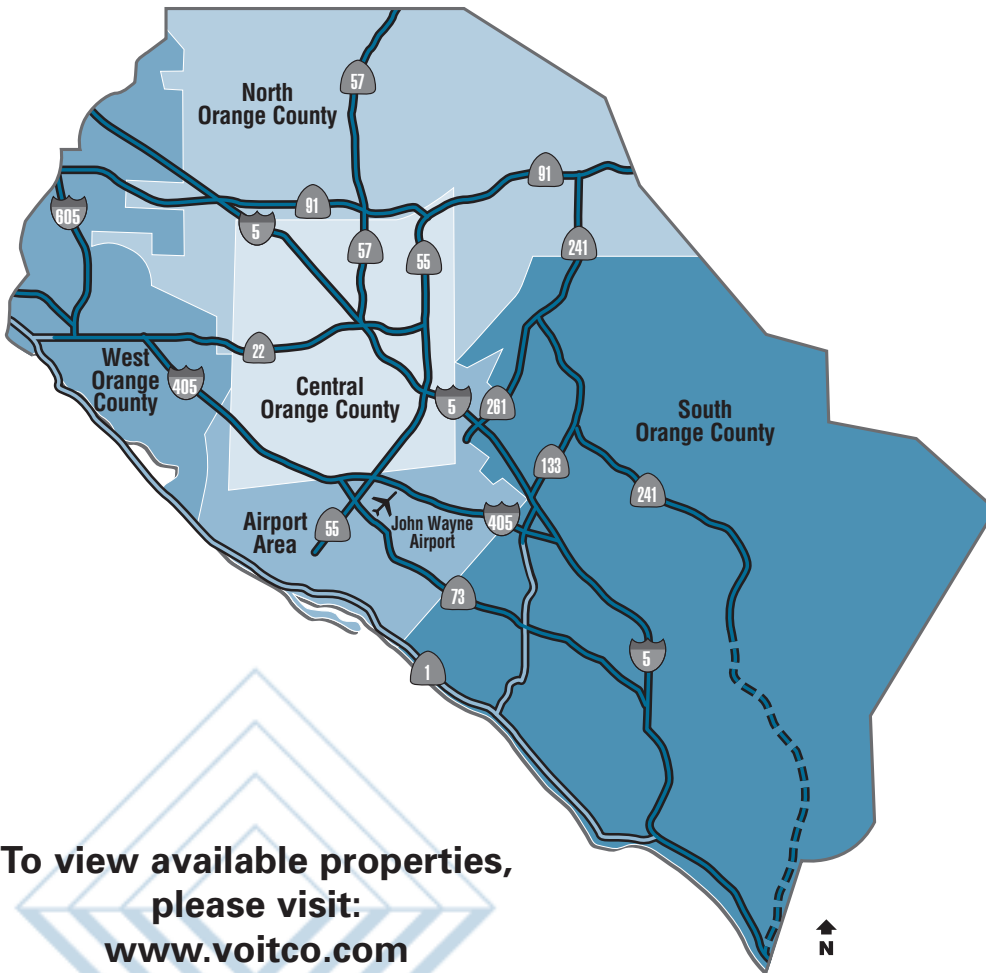 57
North
Orange County
91
91
605
5
57
55
241
22
West
Orange
County
405
Central
Orange County
5
261
South
Orange County
133
241
Airport
Area
55
John Wayne
Airport
405
73
5
1
To view available properties,
please visit:
www.voitco.com
N